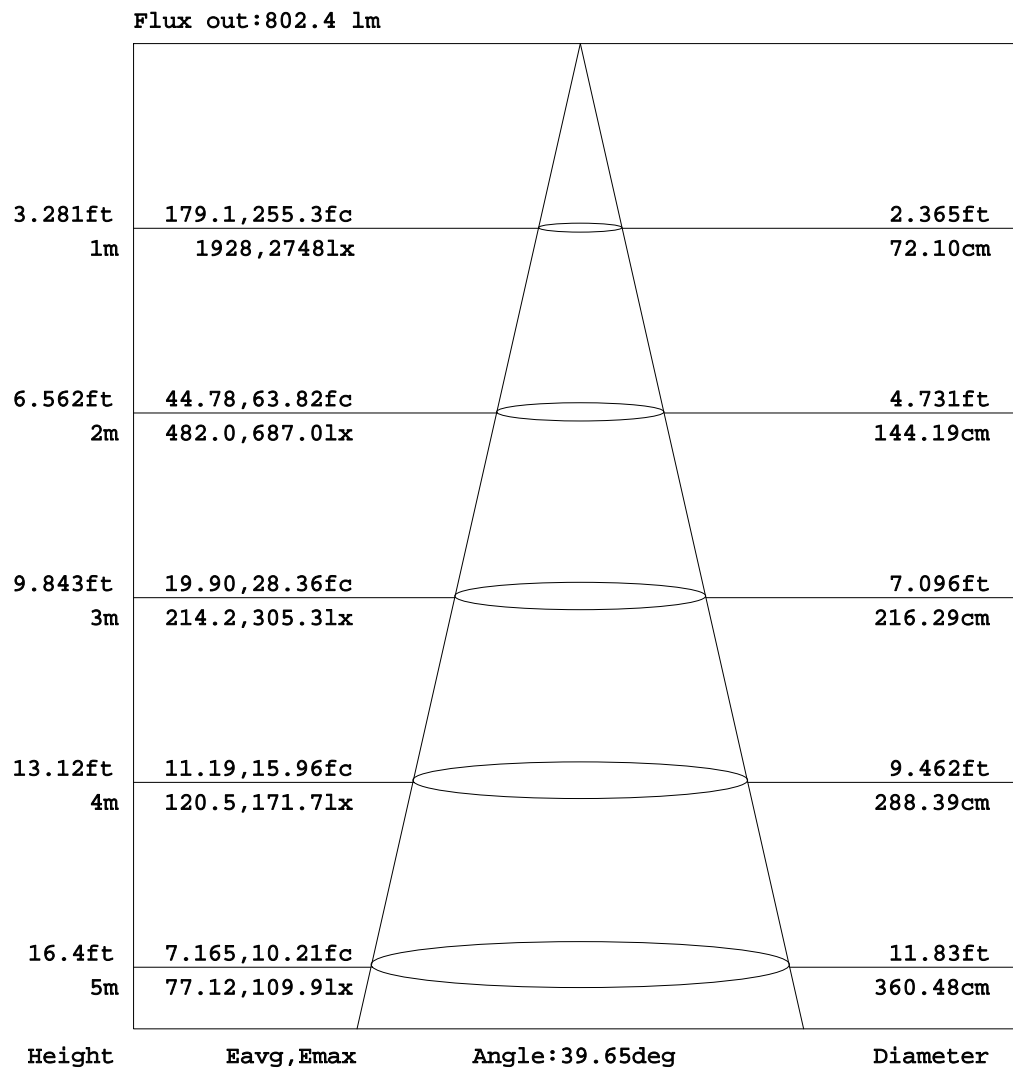 Flux out:802.4 lm
3.281ft 179.1,255.3fc 2.365ft
1m 1928,2748lx 72.10cm
6.562ft 44.78,63.82fc 4.731ft
2m 482.0,687.0lx 144.19cm
9.843ft 19.90,28.36fc 7.096ft
3m 214.2,305.3lx 216.29cm
13.12ft 11.19,15.96fc 9.462ft
4m 120.5,171.7lx 288.39cm
16.4ft 7.165,10.21fc 11.83ft
5m 77.12,109.9lx 360.48cm
Height Eavg,Emax Angle:39.65deg Diameter